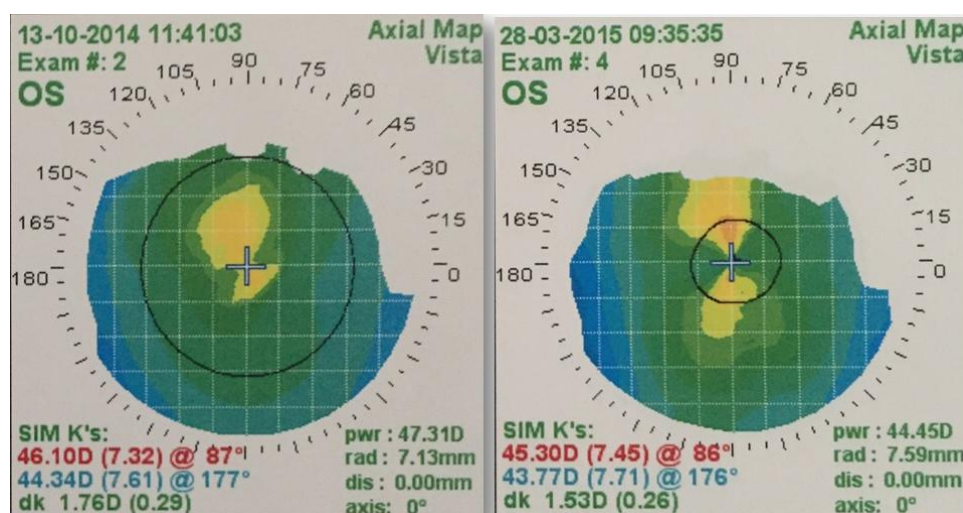 13-10-2014 11:41:03
Axial Map
Exam #: 2
Vista
OS
105
90
75
120
60
135
45
150
30
165
15
180
0
SIM K's:
46.10D (7.32) @ 87°
44.34D (7.61) @ 177°
dk 1.76D (0.29)
pwr : 47.31D
rad : 7.13mm
dis : 0.00mm
axis: 0°
28-03-2015 09:35:35
Axial Map
Exam #: 4
Vista
OS
105
90
75
120
60
135
45
150
30
165
15
180
0
SIM K's:
45.30D (7.45) @ 86°
43.77D (7.71) @ 176°
dk 1.53D (0.26)
pwr : 44.45D
rad : 7.59mm
dis : 0.00mm
axis: 0°